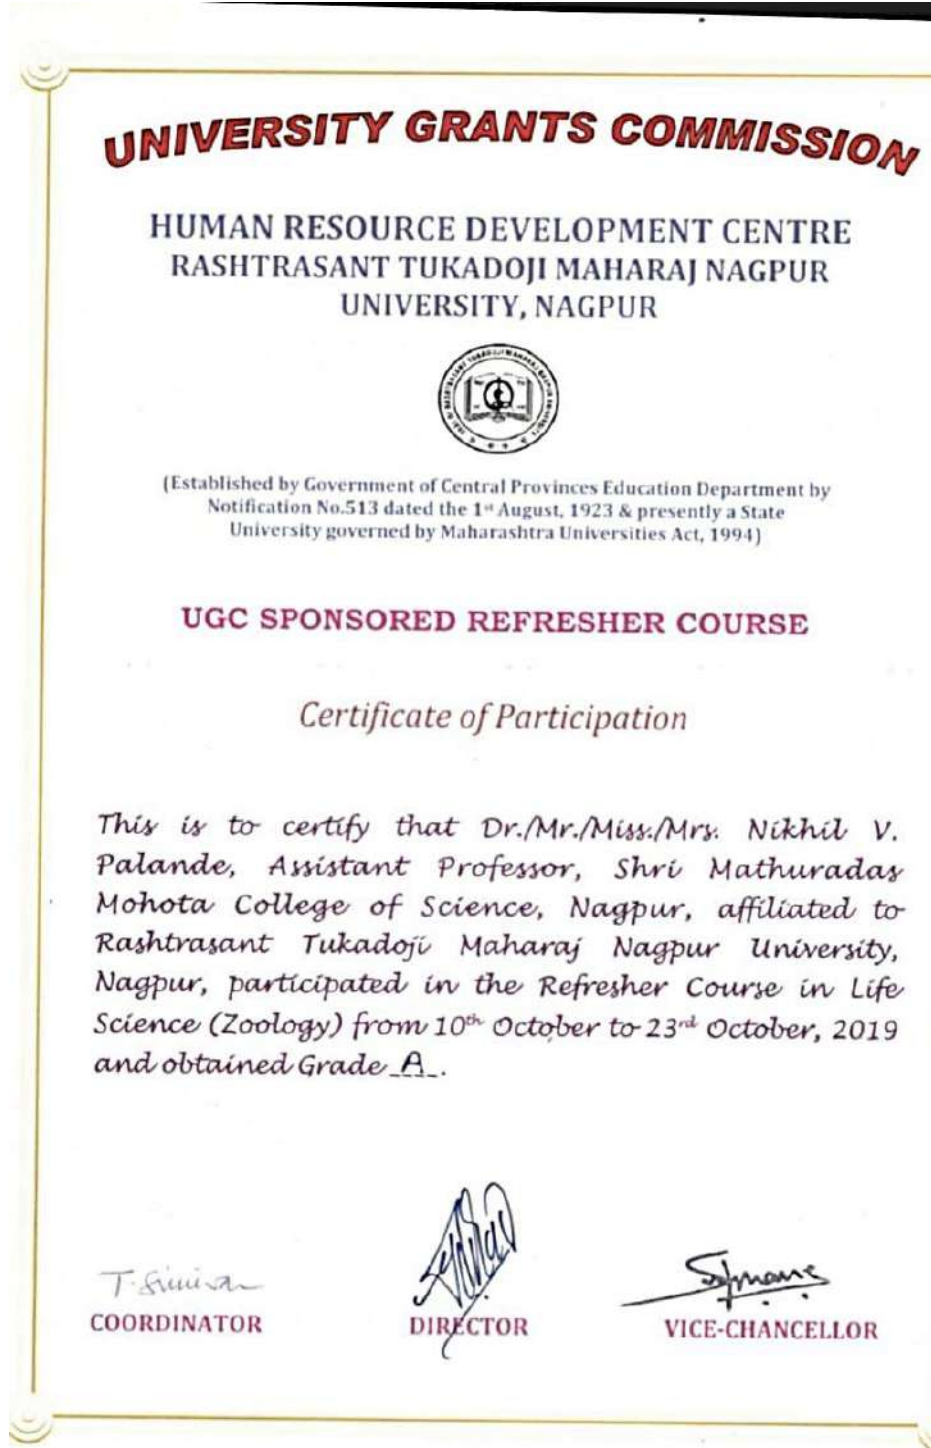 UNIVERSITY GRANTS COMMISSION
HUMAN RESOURCE DEVELOPMENT CENTRE
RASHTRASANT TUKADOJI MAHARAJ NAGPUR
UNIVERSITY, NAGPUR
(Established by Government of Central Provinces Education Department by
Notification No.513 dated the 1st August, 1923 & presently a State
University governed by Maharashtra Universities Act, 1994)
UGC SPONSORED REFRESHER COURSE
Certificate of Participation
This is to certify that Dr./Mr./Miss./Mrs. Nikhil V.
Palande, Assistant Professor, Shri Mathuradas
Mohota College of Science, Nagpur, affiliated to
Rashtrasant Tukadoji Maharaj Nagpur University,
Nagpur, participated in the Refresher Course in Life
Science (Zoology) from 10th October to 23rd October, 2019
and obtained Grade _A_.
COORDINATOR
DIRECTOR
VICE-CHANCELLOR